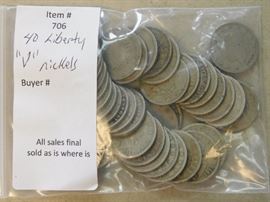 Item #
706
40 Liberty
"V" nickels
Buyer #
All sales final
sold as is where is